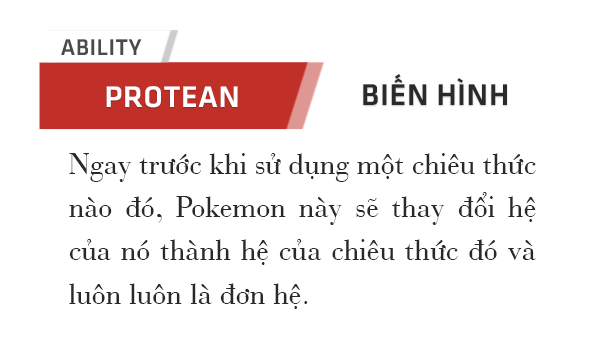 ABILITY
PROTEAN
BIẾN HÌNH
Ngay trước khi sử dụng một chiêu thức
nào đó, Pokemon này sẽ thay đổi hệ
của nó thành hệ của chiêu thức đó và
luôn luôn là đơn hệ.